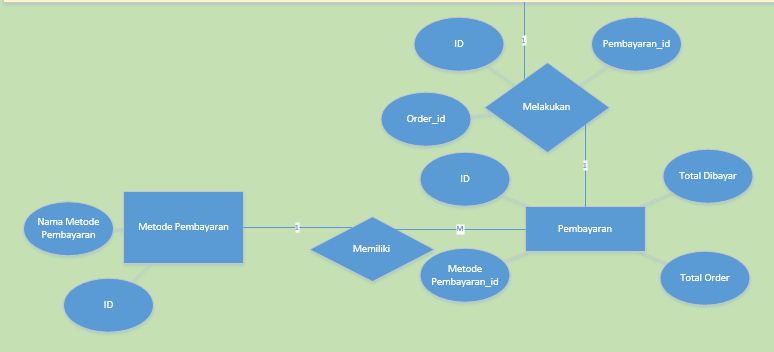 ID
1
Pembayaran_id
Melakukan
Order_id
1
ID
Total Dibayar
Nama Metode
Pembayaran
Metode Pembayaran
1
M
Pembayaran
Memiliki
Metode
Pembayaran_id
Total Order
ID